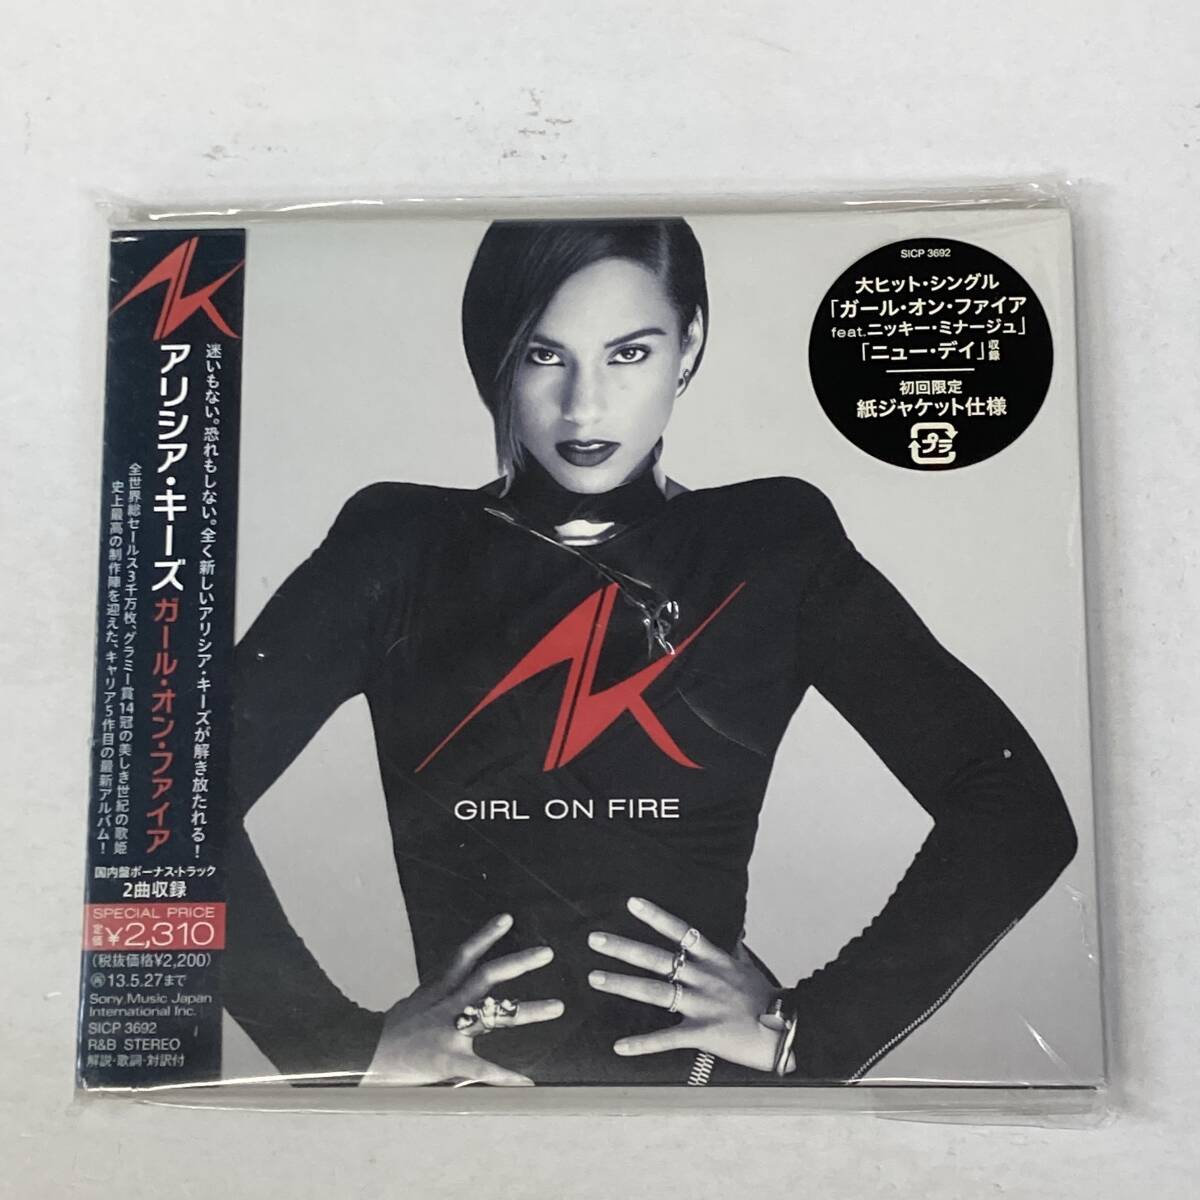 AK
アリシア・キーズ ガール・オン・ファイア
迷いもない。恐れもしない。全く新しいアリシア・キーズが解き放たれる!
全世界総セールス3千万枚、グラミー賞14冠の美しき世紀の歌姫
史上最高の制作陣を迎えた、キャリア5作目の最新アルバム!
国内盤ボーナス・トラック
2曲収録
SPECIAL PRICE
定価¥2,310
(税抜価格¥2,200)
再13.5.27まで
Sony Music Japan
International Inc.
SICP 3692
R&B STEREO
解説・歌詞・対訳付
SICP 3692
大ヒット・シングル
「ガール・オン・ファイア
feat.ニッキー・ミナージュ」
「ニュー・デイ」収録
初回限定
紙ジャケット仕様
プラ
AK
GIRL ON FIRE